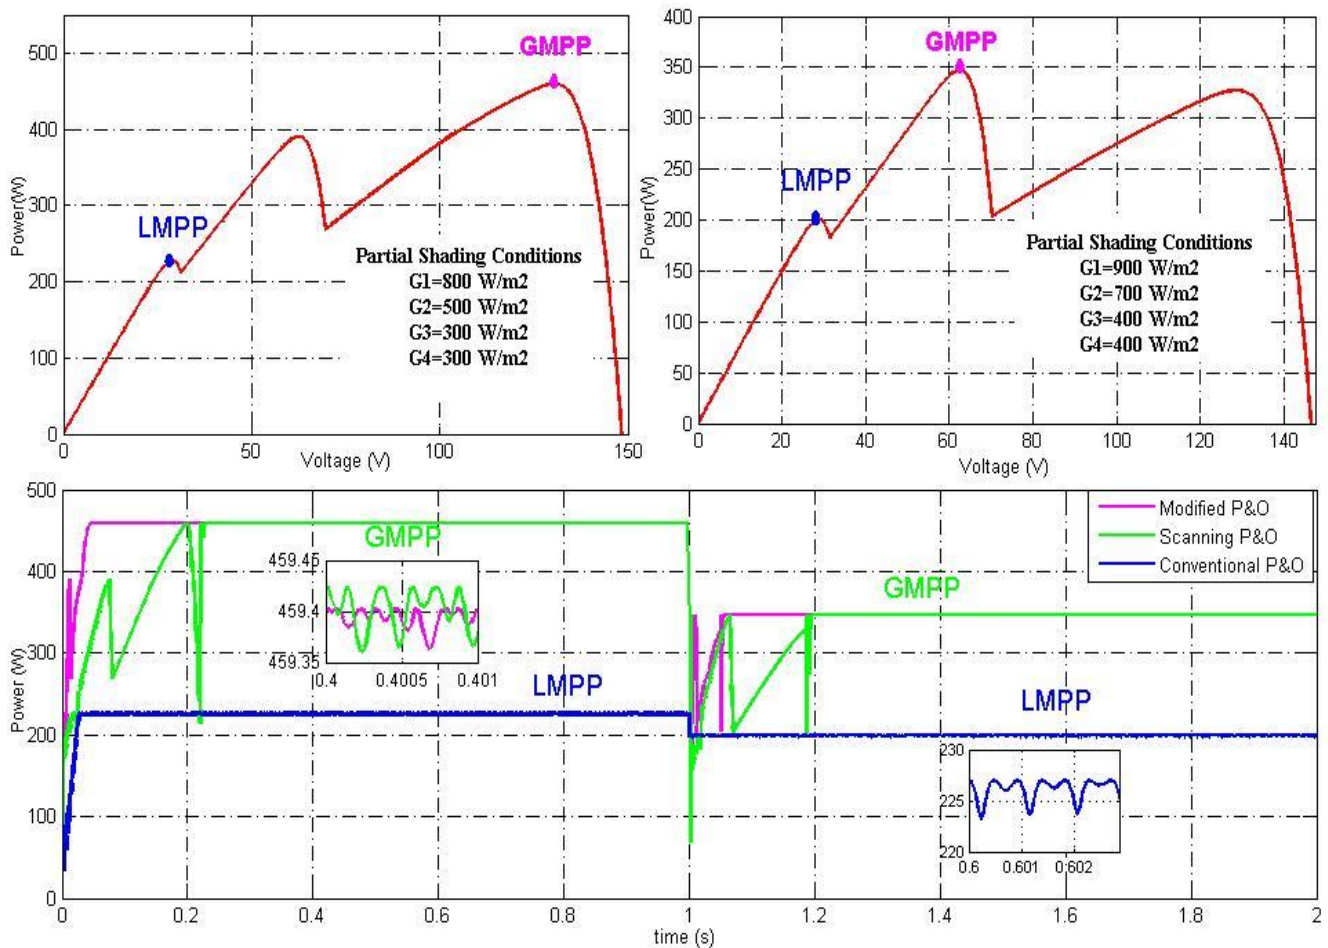 GMPP
LMPP
Partial Shading Conditions
G1=800 W/m2
G2=500 W/m2
G3=300 W/m2
G4=300 W/m2
500
400
300
200
100
0
Power(W)
0 50 100 150
Voltage (V)
GMPP
LMPP
Partial Shading Conditions
G1=900 W/m2
G2=700 W/m2
G3=400 W/m2
G4=400 W/m2
400
350
300
250
200
150
100
50
0
Power(W)
0 20 40 60 80 100 120 140
Voltage (V)
500
400
300
200
100
0
Power (W)
GMPP
459.45
459.4
459.35
0.4 0.4005 0.401
LMPP
Modified P&O
Scanning P&O
Conventional P&O
GMPP
LMPP
230
225
220
0.6 0.601 0.602
0 0.2 0.4 0.6 0.8 1 1.2 1.4 1.6 1.8 2
time (s)